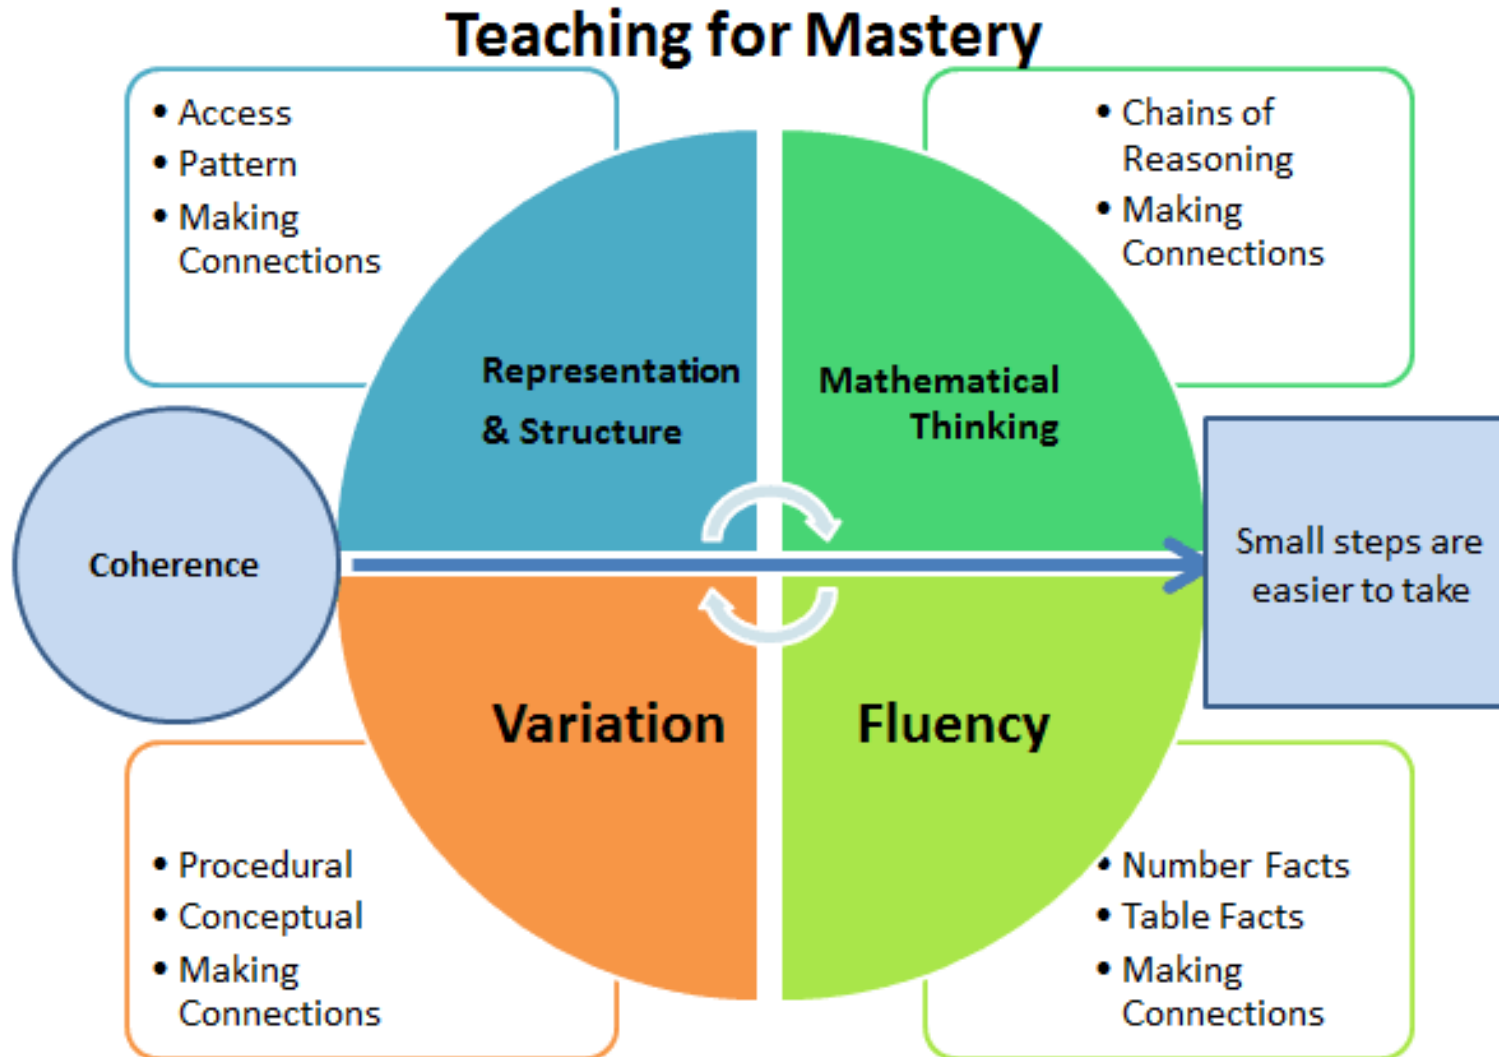 Teaching for Mastery
• Access
• Pattern
• Making
Connections
• Chains of
Reasoning
• Making
Connections
Representation
& Structure
Mathematical
Thinking
Coherence
Small steps are
easier to take
Variation
Fluency
• Procedural
• Conceptual
• Making
Connections
• Number Facts
• Table Facts
• Making
Connections